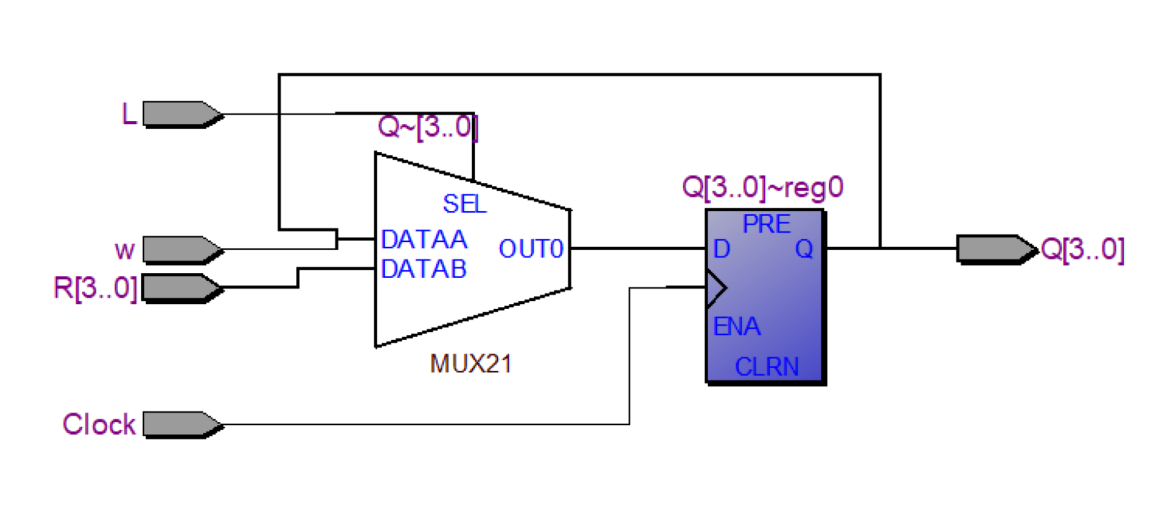 L
Q~[3..0]
Q[3..0]~reg0
SEL
PRE
w
DATAA
OUT0
D
Q
Q[3..0]
DATAB
R[3..0]
ENA
MUX21
CLRN
Clock